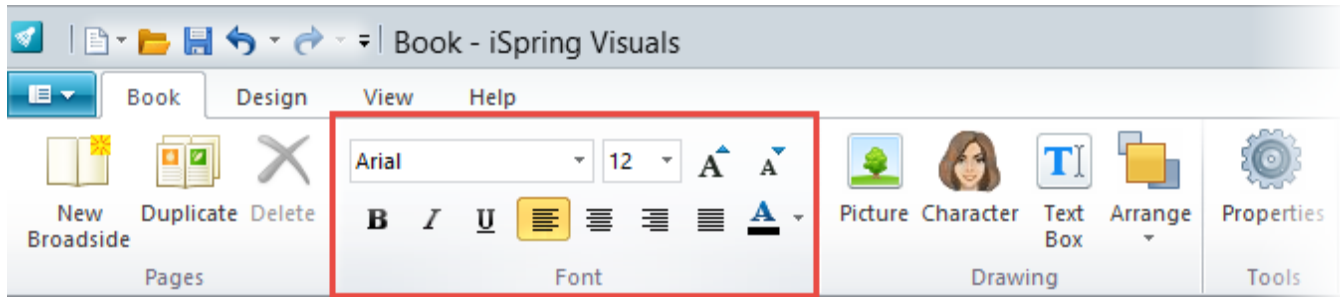 Book - iSpring Visuals
Book Design View Help
Arial 12 A A
New Broadside Duplicate Delete B I U A Picture Character Text Box Arrange Properties
Pages Font Drawing Tools